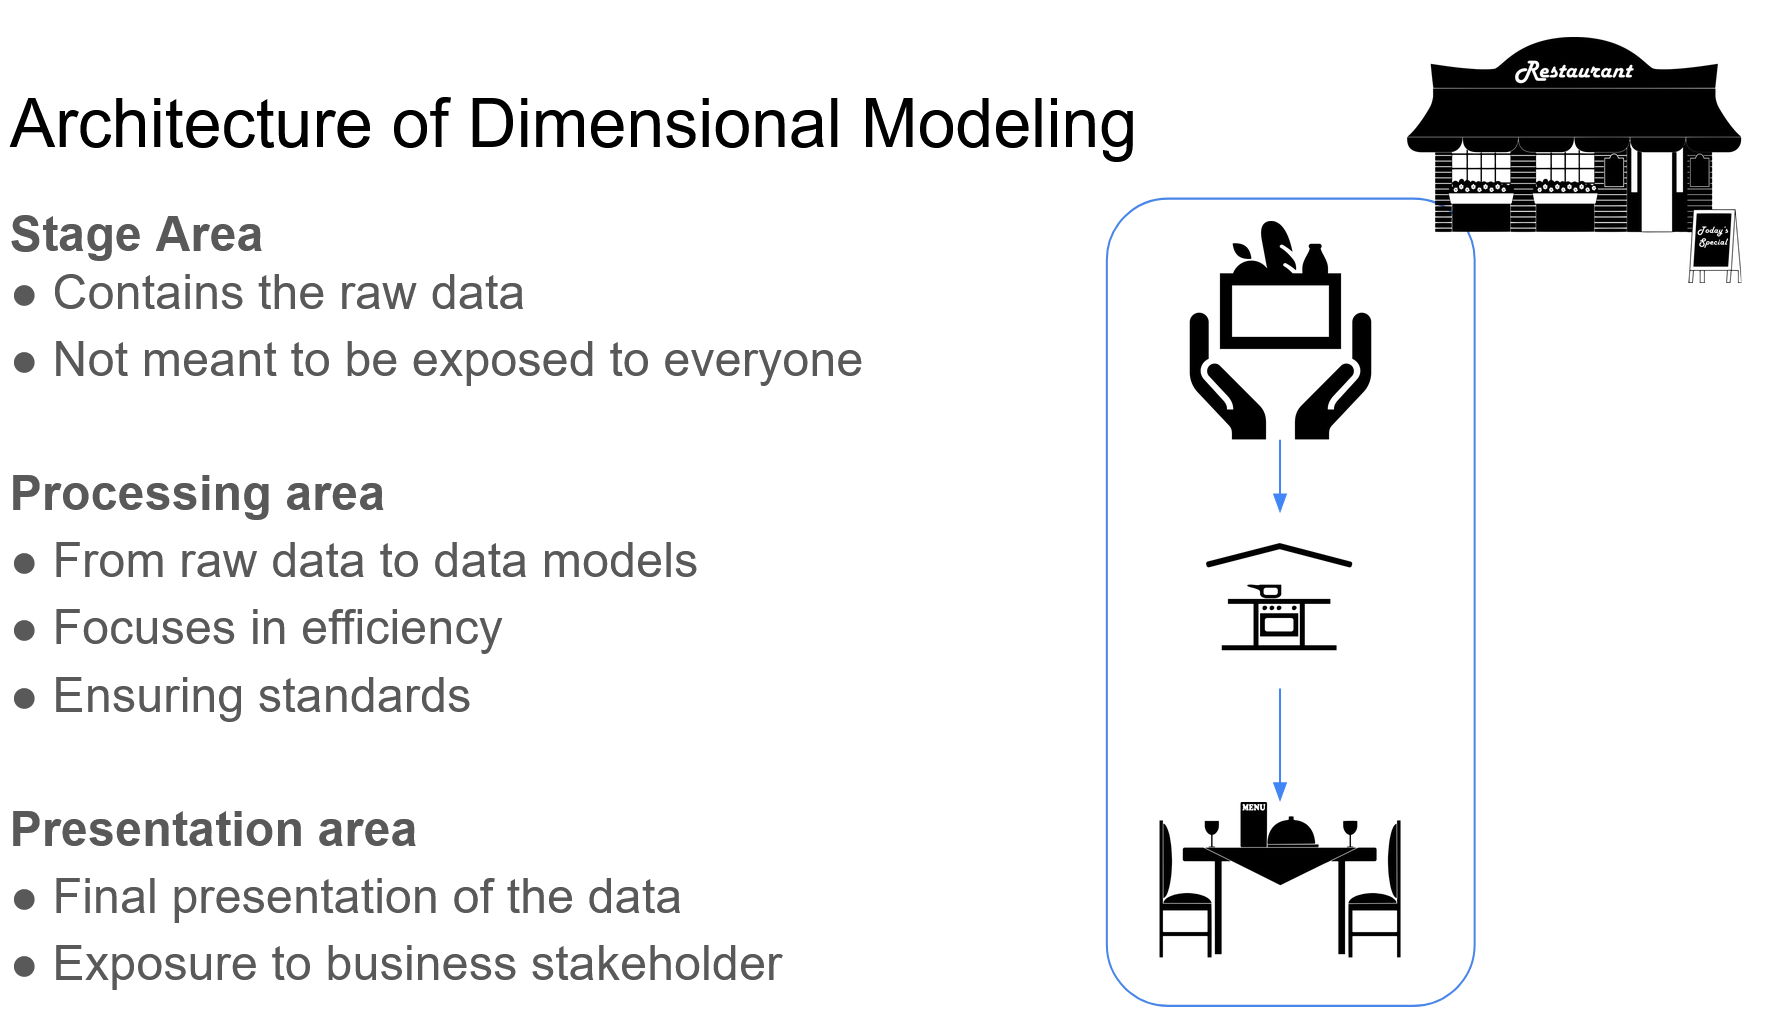 Restaurant
Architecture of Dimensional Modeling
Today's
Special
Stage Area
● Contains the raw data
● Not meant to be exposed to everyone
Processing area
● From raw data to data models
● Focuses in efficiency
● Ensuring standards
MENU
Presentation area
● Final presentation of the data
● Exposure to business stakeholder